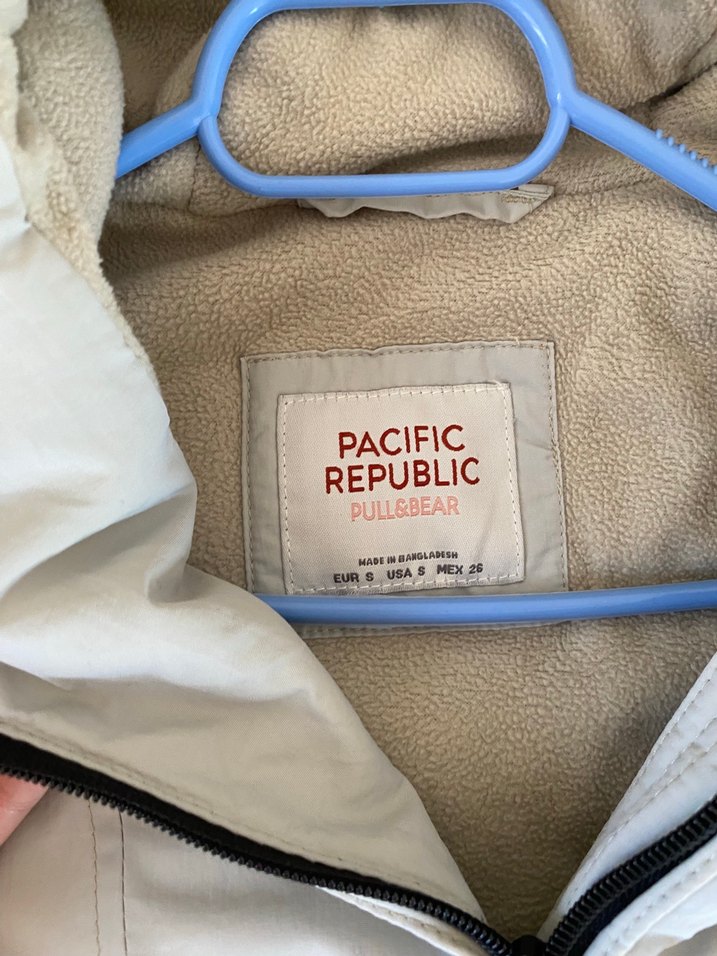 PACIFIC
REPUBLIC
PULL&BEAR
MADE IN BANGLADESH
EUR S USA S MEX 26